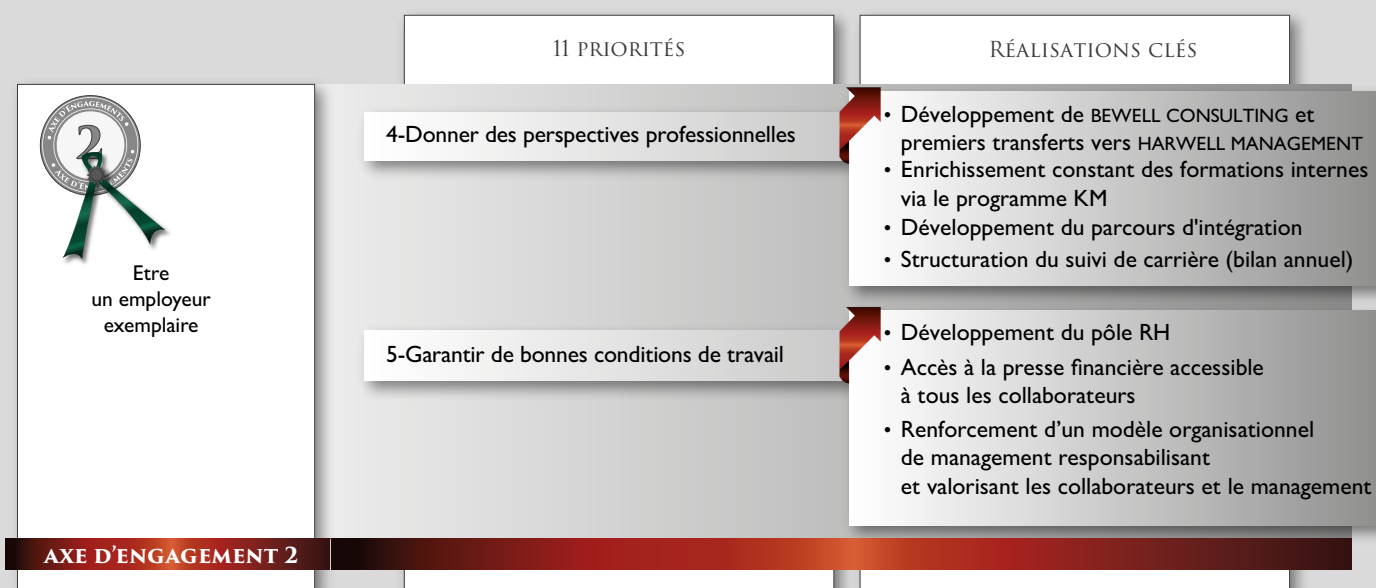 11 PRIORITÉS
RÉALISATIONS CLÉS
AXE D'ENGAGEMENTS
2
AXE D'ENGAGEMENTS
Etre
un employeur
exemplaire
4-Donner des perspectives professionnelles
• Développement de BEWELL CONSULTING et
premiers transferts vers HARWELL MANAGEMENT
• Enrichissement constant des formations internes
via le programme KM
• Développement du parcours d'intégration
• Structuration du suivi de carrière (bilan annuel)
5-Garantir de bonnes conditions de travail
• Développement du pôle RH
• Accès à la presse financière accessible
à tous les collaborateurs
• Renforcement d’un modèle organisationnel
de management responsabilisant
et valorisant les collaborateurs et le management
AXE D’ENGAGEMENT 2